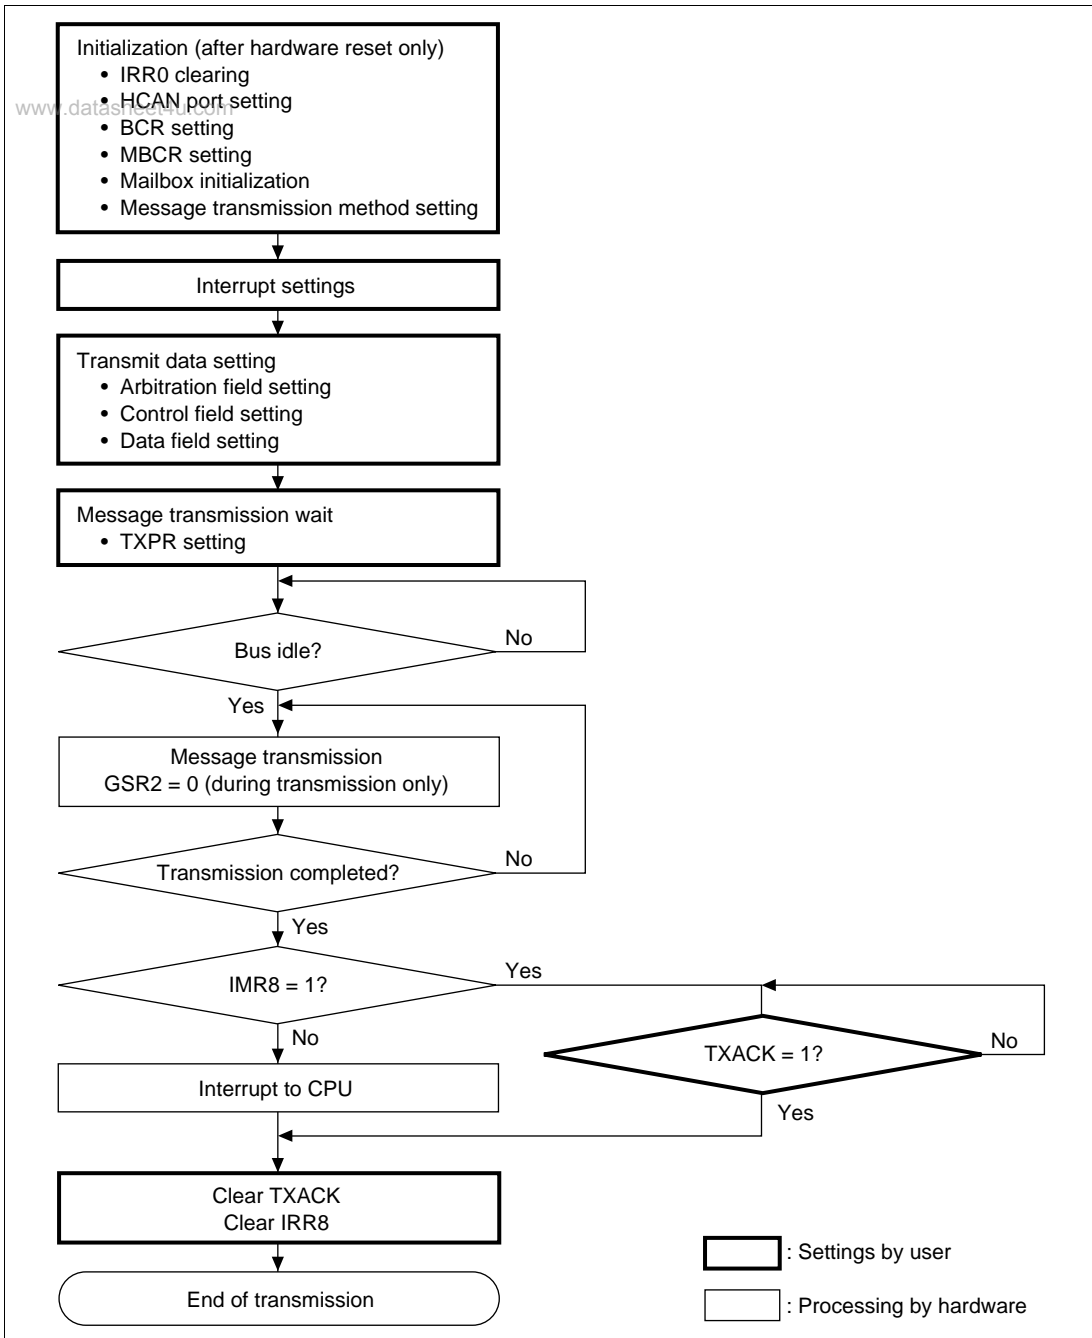 Initialization (after hardware reset only)
• IRR0 clearing
• HCAN port setting
www.datasheet4u.com
• BCR setting
• MBCR setting
• Mailbox initialization
• Message transmission method setting
Interrupt settings
Transmit data setting
• Arbitration field setting
• Control field setting
• Data field setting
Message transmission wait
• TXPR setting
Bus idle?
No
Yes
Message transmission
GSR2 = 0 (during transmission only)
Transmission completed?
No
Yes
IMR8 = 1?
Yes
No
TXACK = 1?
No
Yes
Interrupt to CPU
Clear TXACK
Clear IRR8
End of transmission
: Settings by user
: Processing by hardware